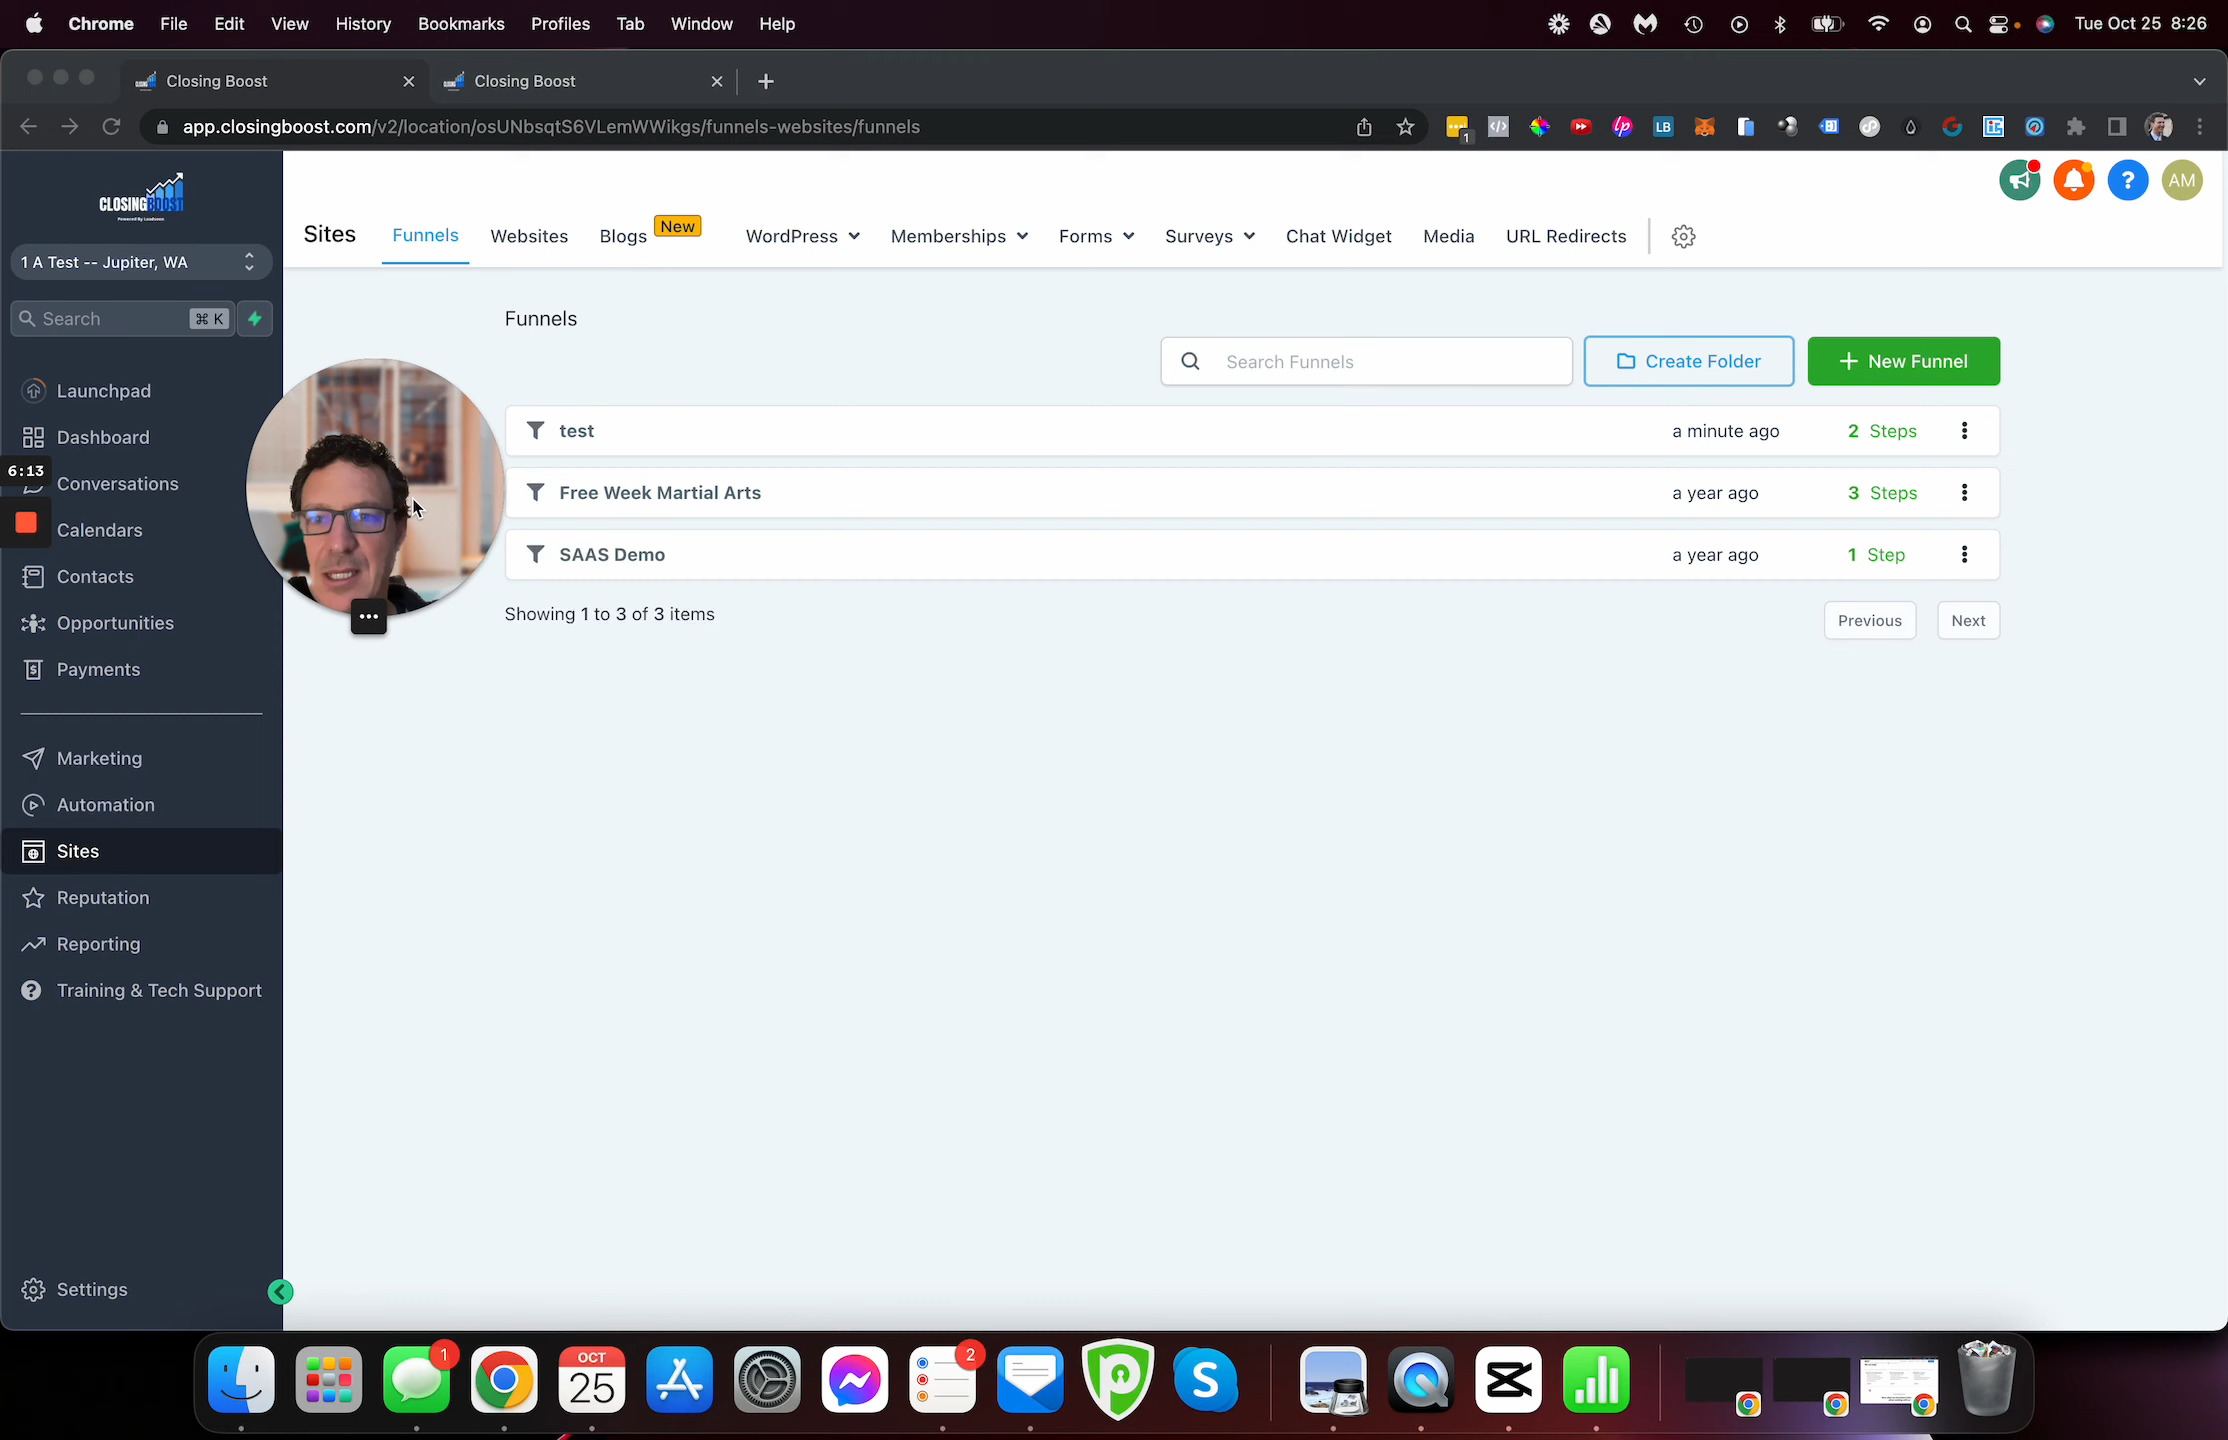 Chrome File Edit View History Bookmarks Profiles Tab Window Help Tue Oct 25 8:26
Closing Boost Closing Boost
app.closingboost.com/v2/location/osUNbsqtS6VLemWWikgs/funnels-websites/funnels
1
LB
CLOSINGBOOST
1 A Test -- Jupiter, WA
Search ⌘ K
Launchpad
Dashboard
6:13
Conversations
Calendars
Contacts
Opportunities
Payments
Marketing
Automation
Sites
Reputation
Reporting
Training & Tech Support
Settings
? AM
Sites Funnels Websites Blogs New WordPress Memberships Forms Surveys Chat Widget Media URL Redirects
Funnels
Search Funnels Create Folder + New Funnel
test a minute ago 2 Steps
Free Week Martial Arts a year ago 3 Steps
SAAS Demo a year ago 1 Step
Showing 1 to 3 of 3 items
Previous Next
1
OCT
25
2
S